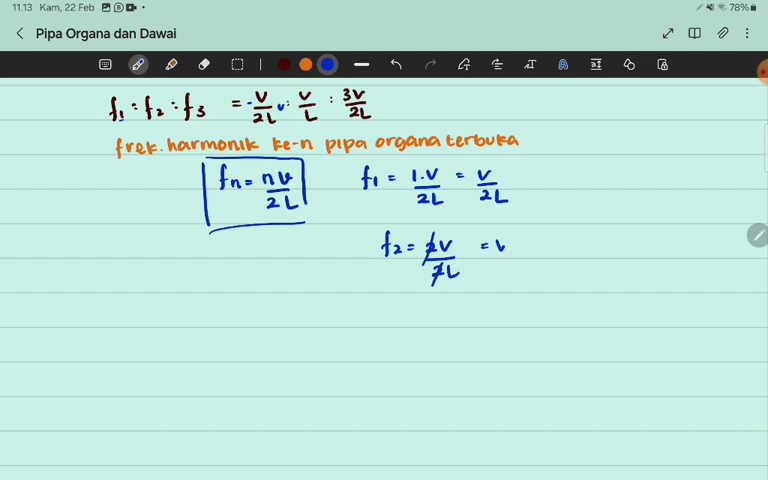 11.13 Kam, 22 Feb 78%
Pipa Organa dan Dawai
f₁ : f₂ : f₃ = v/2L : v/L : 3v/2L
frek. harmonik ke-n pipa organa terbuka
fn = nv/2L f₁ = 1.v/2L = v/2L
f₂ = 2v/2L = v